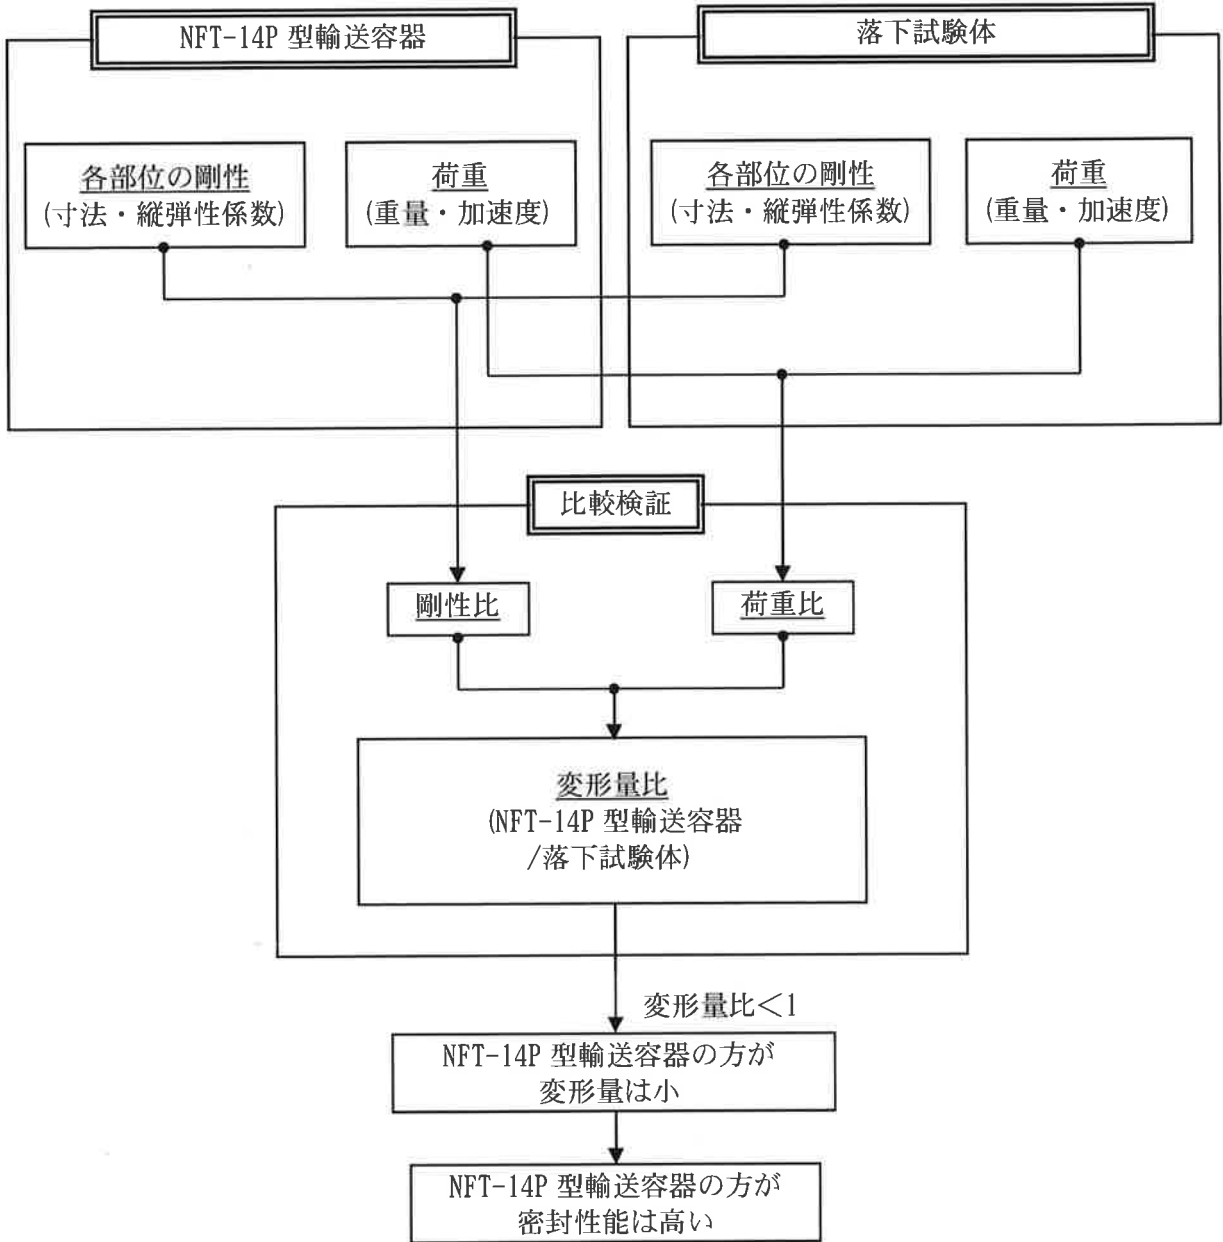 NFT-14P 型輸送容器
落下試験体
各部位の剛性
(寸法・縦弾性係数)
荷重
(重量・加速度)
各部位の剛性
(寸法・縦弾性係数)
荷重
(重量・加速度)
比較検証
剛性比
荷重比
変形量比
(NFT-14P 型輸送容器
/落下試験体)
変形量比<1
NFT-14P 型輸送容器の方が
変形量は小
NFT-14P 型輸送容器の方が
密封性能は高い